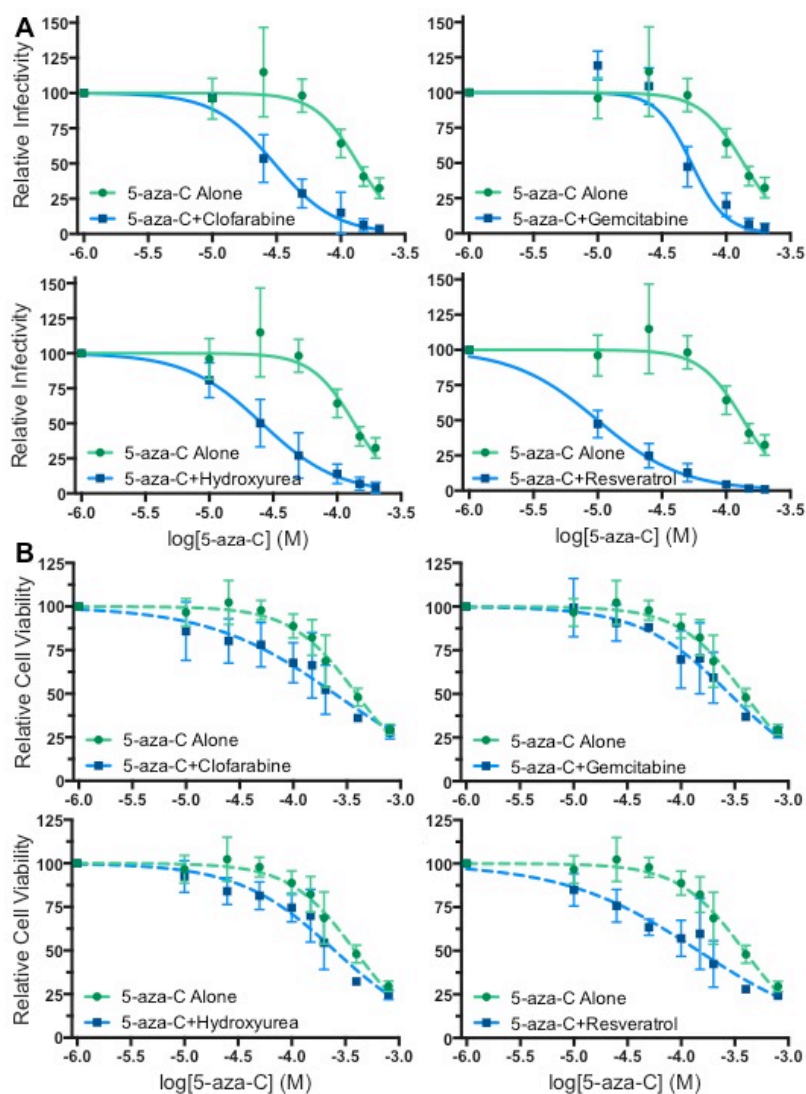 A
Relative Infectivity
150
125
100
75
50
25
0
5-aza-C Alone
5-aza-C+Clofarabine
-6.0 -5.5 -5.0 -4.5 -4.0 -3.5
150
125
100
75
50
25
0
5-aza-C Alone
5-aza-C+Gemcitabine
-6.0 -5.5 -5.0 -4.5 -4.0 -3.5
Relative Infectivity
150
125
100
75
50
25
0
5-aza-C Alone
5-aza-C+Hydroxyurea
-6.0 -5.5 -5.0 -4.5 -4.0 -3.5
log[5-aza-C] (M)
150
125
100
75
50
25
0
5-aza-C Alone
5-aza-C+Resveratrol
-6.0 -5.5 -5.0 -4.5 -4.0 -3.5
log[5-aza-C] (M)
B
Relative Cell Viability
125
100
75
50
25
0
5-aza-C Alone
5-aza-C+Clofarabine
-6.0 -5.5 -5.0 -4.5 -4.0 -3.5 -3.0
125
100
75
50
25
0
5-aza-C Alone
5-aza-C+Gemcitabine
-6.0 -5.5 -5.0 -4.5 -4.0 -3.5 -3.0
Relative Cell Viability
125
100
75
50
25
0
5-aza-C Alone
5-aza-C+Hydroxyurea
-6.0 -5.5 -5.0 -4.5 -4.0 -3.5 -3.0
log[5-aza-C] (M)
125
100
75
50
25
0
5-aza-C Alone
5-aza-C+Resveratrol
-6.0 -5.5 -5.0 -4.5 -4.0 -3.5 -3.0
log[5-aza-C] (M)